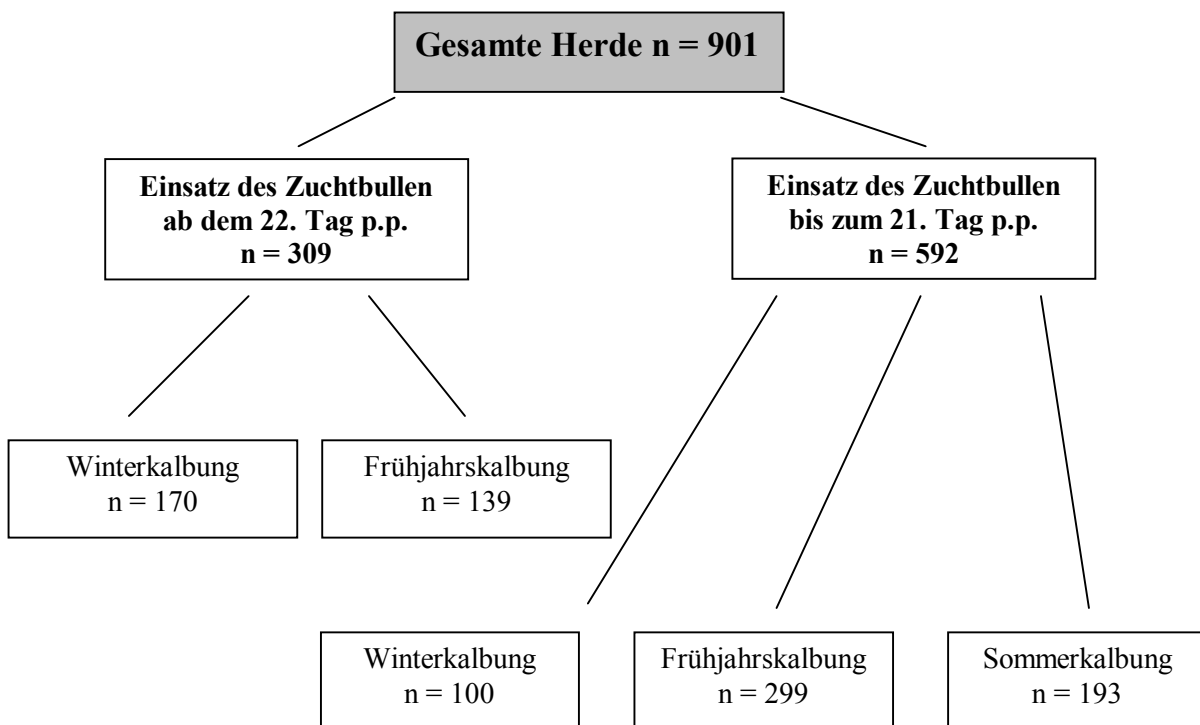 Gesamte Herde n = 901
Einsatz des Zuchtbullen
ab dem 22. Tag p.p.
n = 309
Einsatz des Zuchtbullen
bis zum 21. Tag p.p.
n = 592
Winterkalbung
n = 170
Frühjahrskalbung
n = 139
Winterkalbung
n = 100
Frühjahrskalbung
n = 299
Sommerkalbung
n = 193